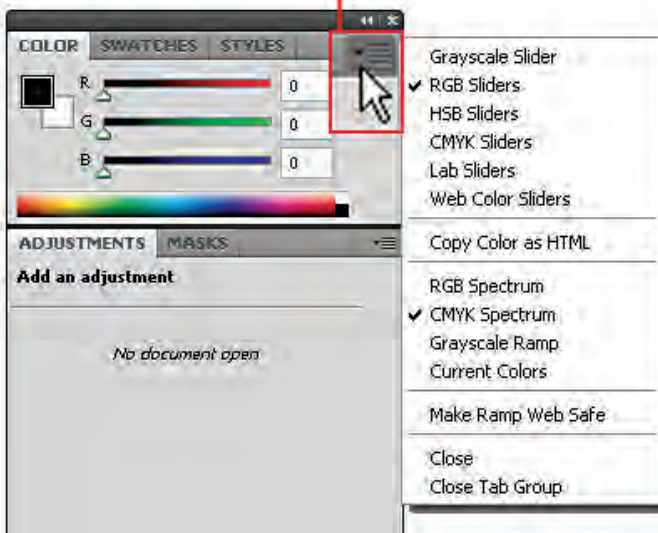 COLOR SWATCHES STYLES
R 0
G 0
B 0
ADJUSTMENTS MASKS
Add an adjustment
No document open
Grayscale Slider
RGB Sliders
HSB Sliders
CMYK Sliders
Lab Sliders
Web Color Sliders
Copy Color as HTML
RGB Spectrum
CMYK Spectrum
Grayscale Ramp
Current Colors
Make Ramp Web Safe
Close
Close Tab Group